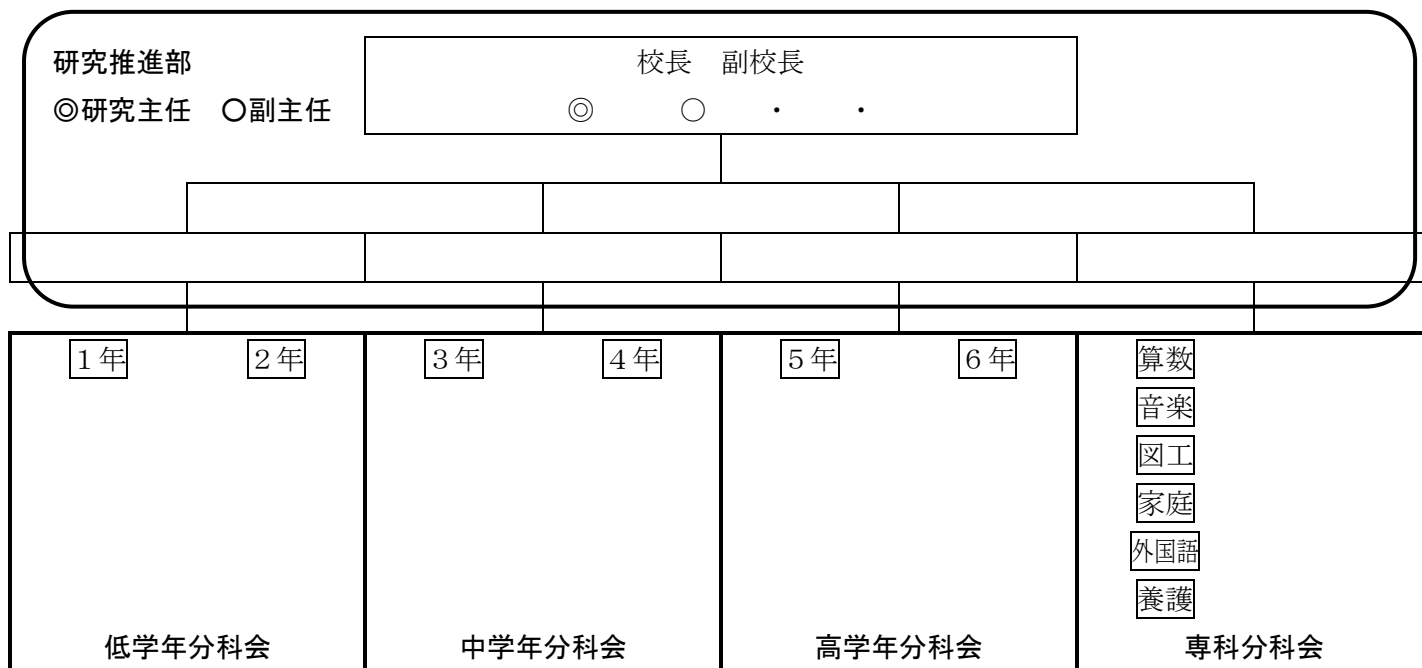 研究推進部
◎研究主任　〇副主任
校長　副校長
◎　〇　・　・
１年
２年
３年
４年
５年
６年
算数
音楽
図工
家庭
外国語
養護
低学年分科会
中学年分科会
高学年分科会
専科分科会